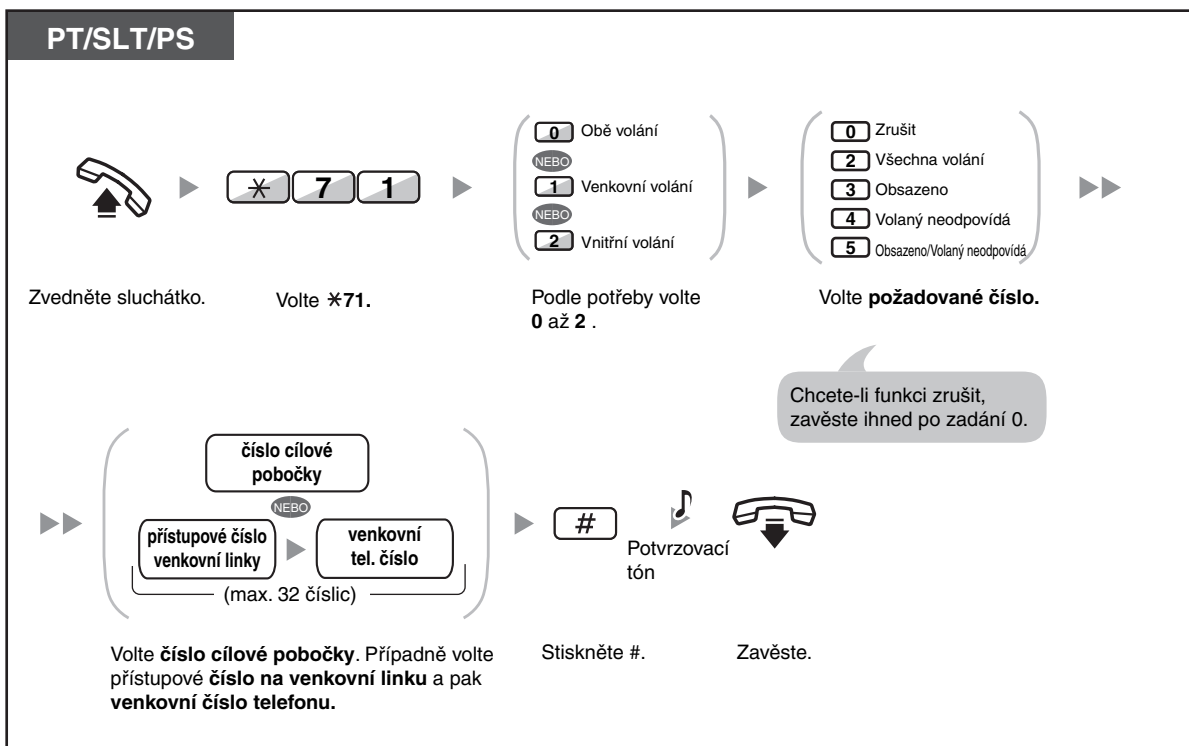 PT/SLT/PS
0 Obě volání
NEBO
1 Venkovní volání
NEBO
2 Vnitřní volání
0 Zrušit
2 Všechna volání
3 Obsazeno
4 Volaný neodpovídá
5 Obsazeno/Volaný neodpovídá
✳ 7 1
Zvedněte sluchátko.
Volte ✳71.
Podle potřeby volte
0 až 2 .
Volte požadované číslo.
Chcete-li funkci zrušit,
zavěste ihned po zadání 0.
číslo cílové
pobočky
NEBO
přístupové číslo
venkovní linky
venkovní
tel. číslo
(max. 32 číslic)
#
Potvrzovací
tón
Volte číslo cílové pobočky. Případně volte
přístupové číslo na venkovní linku a pak
venkovní číslo telefonu.
Stiskněte #.
Zavěste.